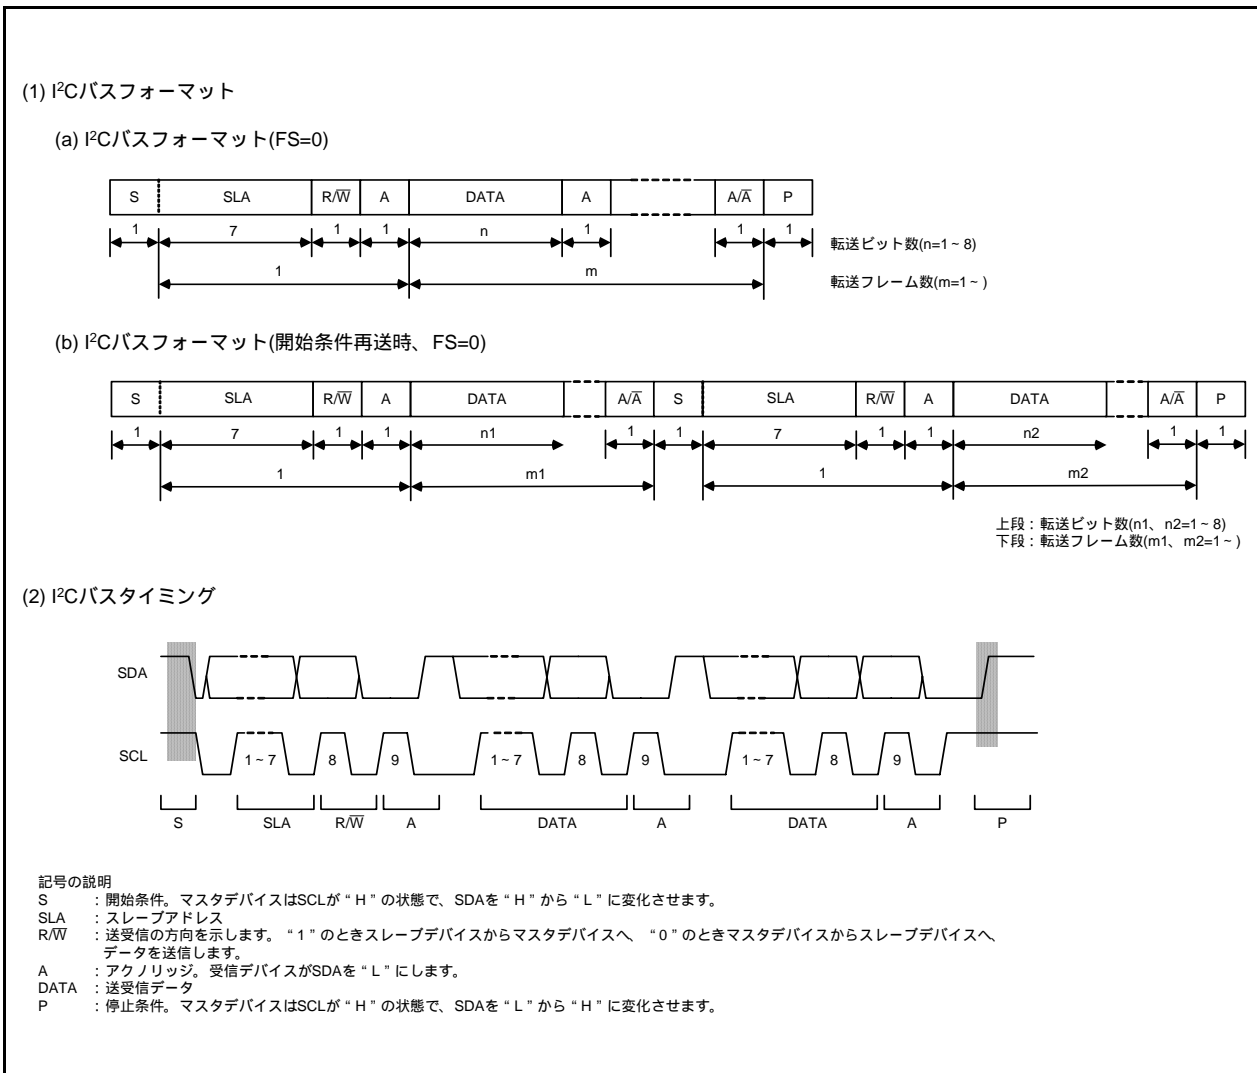 (1) I²Cバスフォーマット
(a) I²Cバスフォーマット(FS=0)
S SLA R/W̅ A DATA A A/A̅ P
1 7 1 1 n 1 1 1
転送ビット数(n=1~8)
1 m
転送フレーム数(m=1~ )
(b) I²Cバスフォーマット(開始条件再送時、FS=0)
S SLA R/W̅ A DATA A/A̅ S SLA R/W̅ A DATA A/A̅ P
1 7 1 1 n1 1 1 7 1 1 n2 1 1
1 m1 1 m2
上段:転送ビット数(n1、n2=1~8)
下段:転送フレーム数(m1、m2=1~ )
(2) I²Cバスタイミング
SDA
SCL 1~7 8 9 1~7 8 9 1~7 8 9
S SLA R/W̅ A DATA A DATA A P
記号の説明
S :開始条件。マスタデバイスはSCLが“H”の状態で、SDAを“H”から“L”に変化させます。
SLA :スレーブアドレス
R/W̅ :送受信の方向を示します。“1”のときスレーブデバイスからマスタデバイスへ、“0”のときマスタデバイスからスレーブデバイスへ、
データを送信します。
A :アクノリッジ。受信デバイスがSDAを“L”にします。
DATA :送受信データ
P :停止条件。マスタデバイスはSCLが“H”の状態で、SDAを“L”から“H”に変化させます。